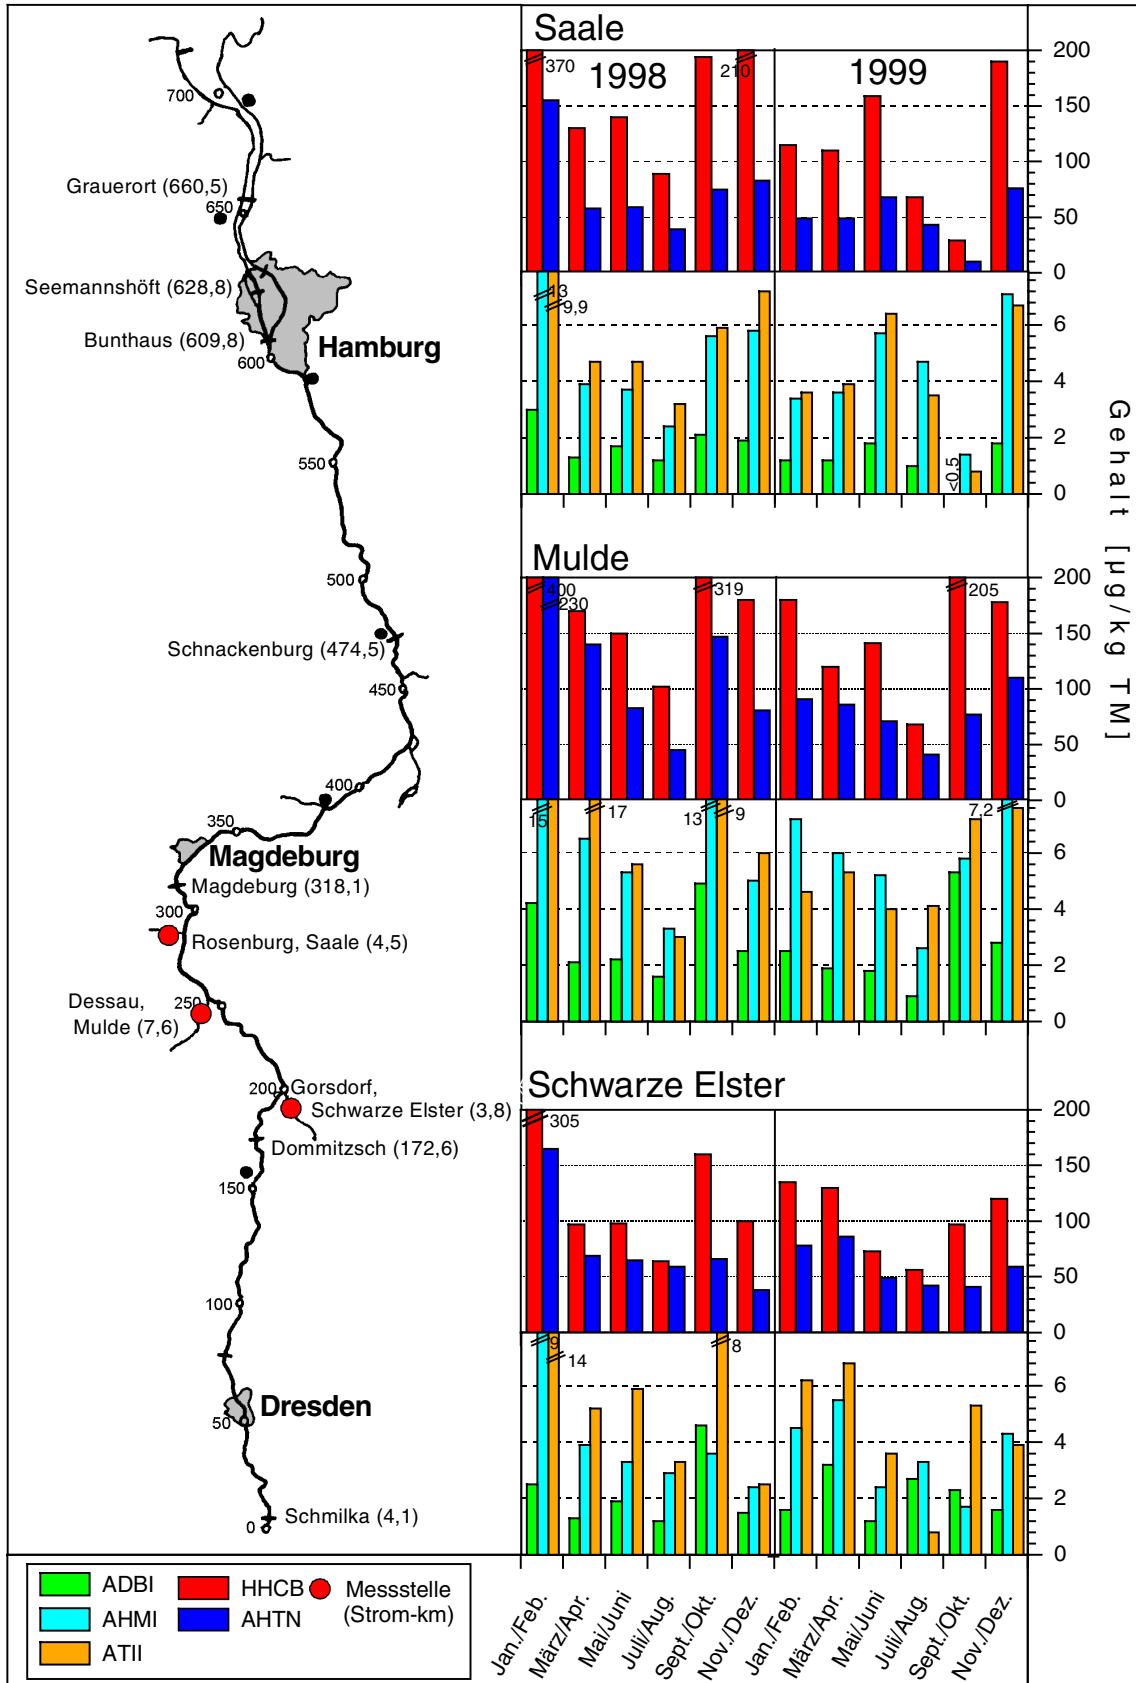 700
Grauerort (660,5)
650
Seemannshöft (628,8)
Bunthaus (609,8)
600
Hamburg
550
500
Schnackenburg (474,5)
450
400
350
Magdeburg
Magdeburg (318,1)
300
Rosenburg, Saale (4,5)
Dessau,
250
Mulde (7,6)
200
Gorsdorf,
Schwarze Elster (3,8)
Dommitzsch (172,6)
150
100
Dresden
50
Schmilka (4,1)
0
Saale
1998
1999
370
210
200
150
100
50
0
13
9,9
<0,5
6
4
2
0
Mulde
400
230
319
205
200
150
100
50
0
15
17
13
9
7,2
6
4
2
0
Schwarze Elster
305
200
150
100
50
0
9
14
8
6
4
2
0
Gehalt [µg/kg TM]
Jan./Feb.
März/Apr.
Mai/Juni
Juli/Aug.
Sept./Okt.
Nov./Dez.
Jan./Feb.
März/Apr.
Mai/Juni
Juli/Aug.
Sept./Okt.
Nov./Dez.
ADBI
AHMI
ATII
HHCB
AHTN
Messstelle
(Strom-km)